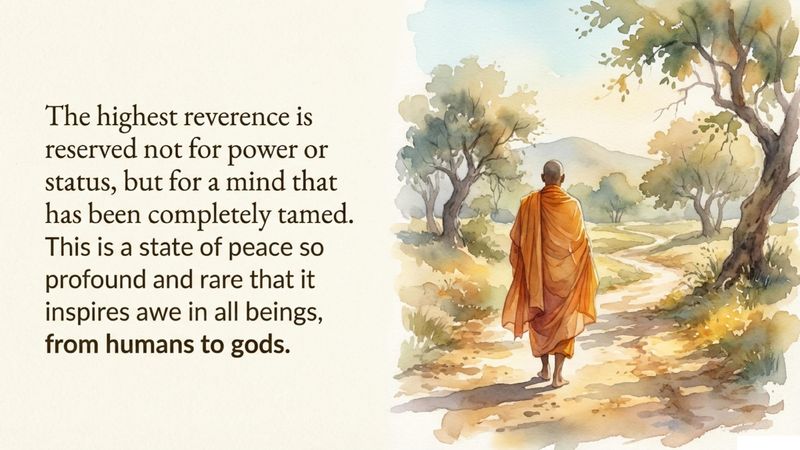 The highest reverence is
reserved not for power or
status, but for a mind that
has been completely tamed.
This is a state of peace so
profound and rare that it
inspires awe in all beings,
from humans to gods.